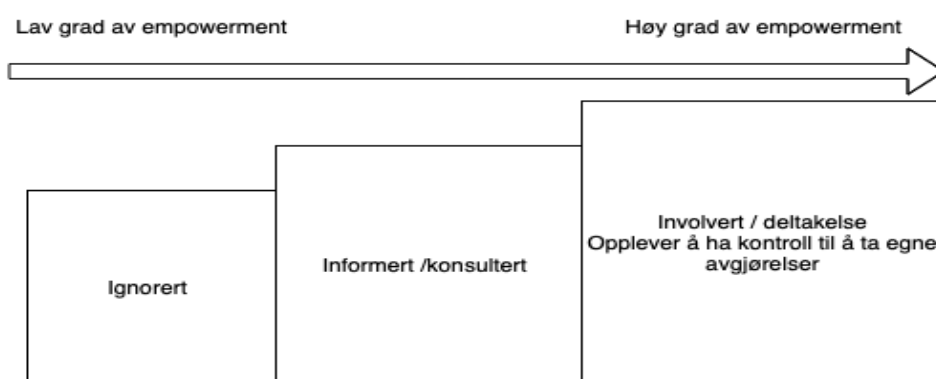 Lav grad av empowerment
Høy grad av empowerment
Ignorert
Informert /konsultert
Involvert / deltakelse
Opplever å ha kontroll til å ta egne
avgjørelser